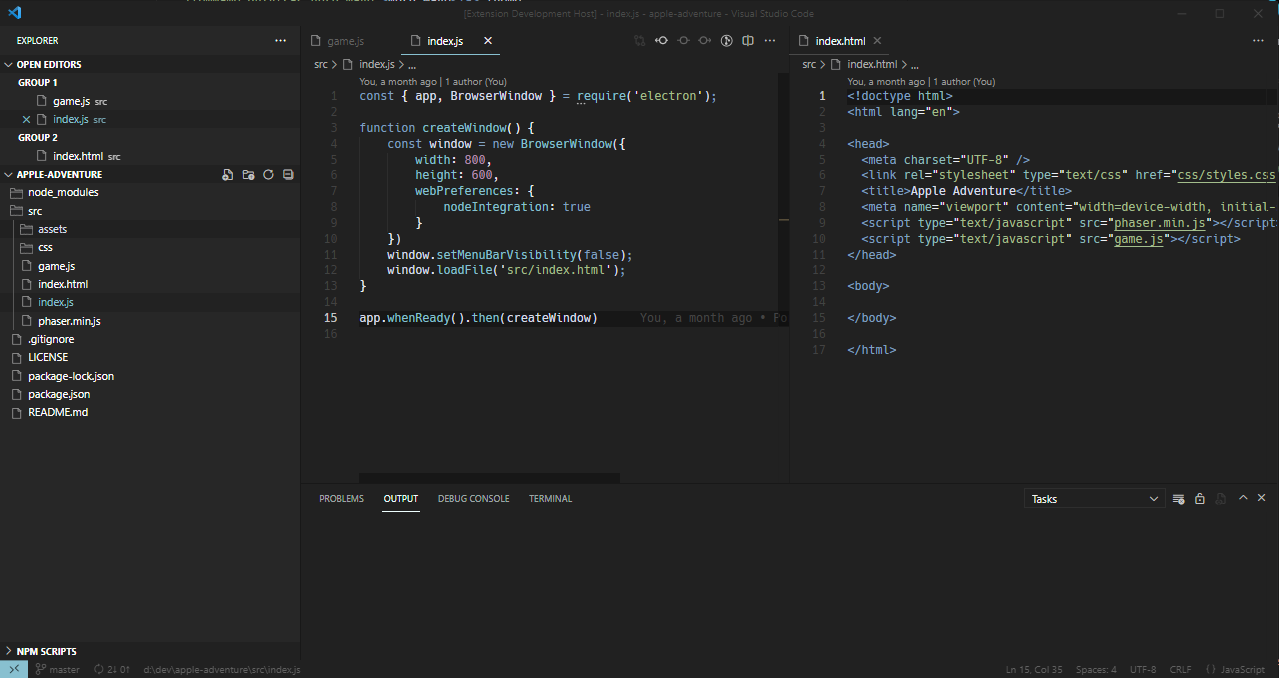 [Extension Development Host] - index.js - apple-adventure - Visual Studio Code
EXPLORER
OPEN EDITORS
GROUP 1
game.js src
index.js src
GROUP 2
index.html src
APPLE-ADVENTURE
node_modules
src
assets
css
game.js
index.html
index.js
phaser.min.js
.gitignore
LICENSE
package-lock.json
package.json
README.md
NPM SCRIPTS
game.js
index.js
src > index.js > ...
You, a month ago | 1 author (You)
1 const { app, BrowserWindow } = require('electron');
2
3 function createWindow() {
4 const window = new BrowserWindow({
5 width: 800,
6 height: 600,
7 webPreferences: {
8 nodeIntegration: true
9 }
10 })
11 window.setMenuBarVisibility(false);
12 window.loadFile('src/index.html');
13 }
14
15 app.whenReady().then(createWindow) You, a month ago • Po
16
index.html
src > index.html > ...
You, a month ago | 1 author (You)
1 <!doctype html>
2 <html lang="en">
3
4 <head>
5 <meta charset="UTF-8" />
6 <link rel="stylesheet" type="text/css" href="css/styles.css
7 <title>Apple Adventure</title>
8 <meta name="viewport" content="width=device-width, initial-
9 <script type="text/javascript" src="phaser.min.js"></script
10 <script type="text/javascript" src="game.js"></script>
11 </head>
12
13 <body>
14
15 </body>
16
17 </html>
PROBLEMS OUTPUT DEBUG CONSOLE TERMINAL
Tasks
master 2↓ 0↑ d:\dev\apple-adventure\src\index.js
Ln 15, Col 35 Spaces: 4 UTF-8 CRLF JavaScript